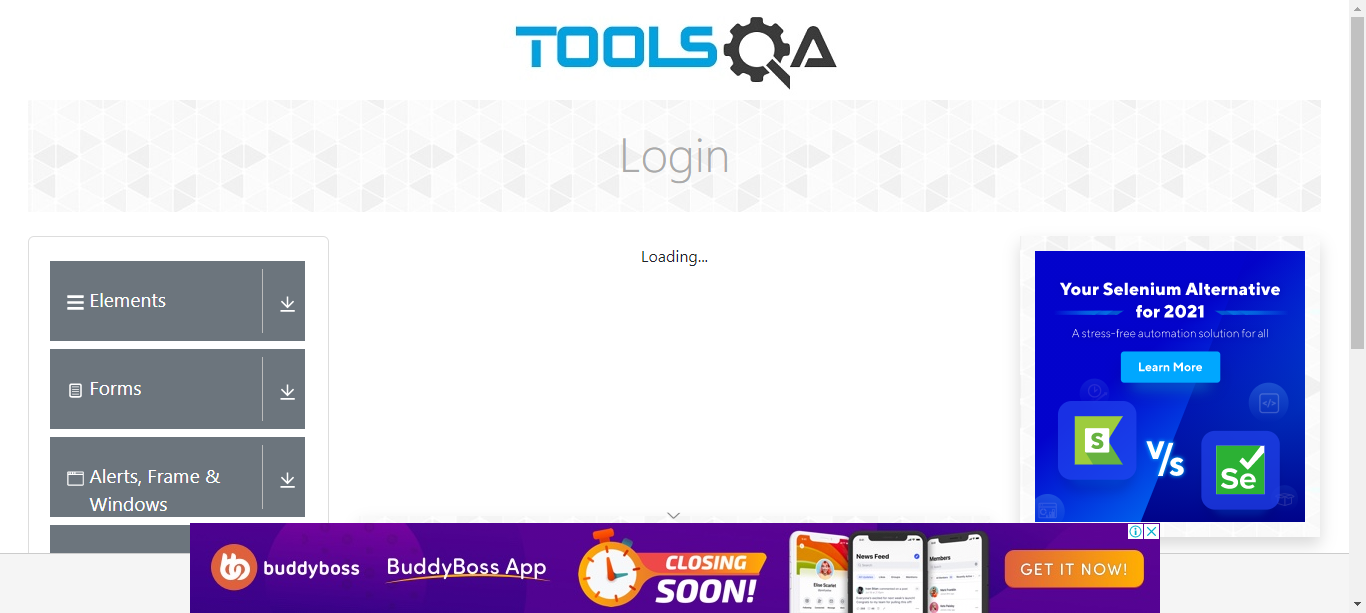 TOOLSQA
Login
Elements
Forms
Alerts, Frame &
Windows
Loading...
Your Selenium Alternative
for 2021
A stress-free automation solution for all
Learn More
S
V/s
Se
buddyboss
BuddyBoss App
CLOSING
SOON!
News Feed
Members
GET IT NOW!